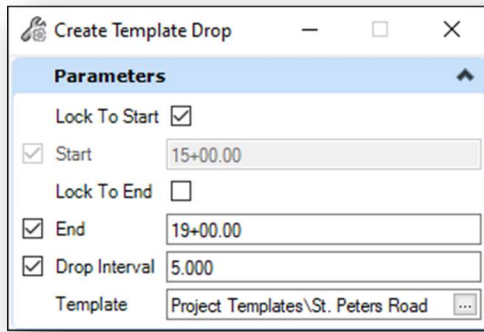 Create Template Drop
Parameters
Lock To Start
Start 15+00.00
Lock To End
End 19+00.00
Drop Interval 5.000
Template Project Templates\St. Peters Road ...